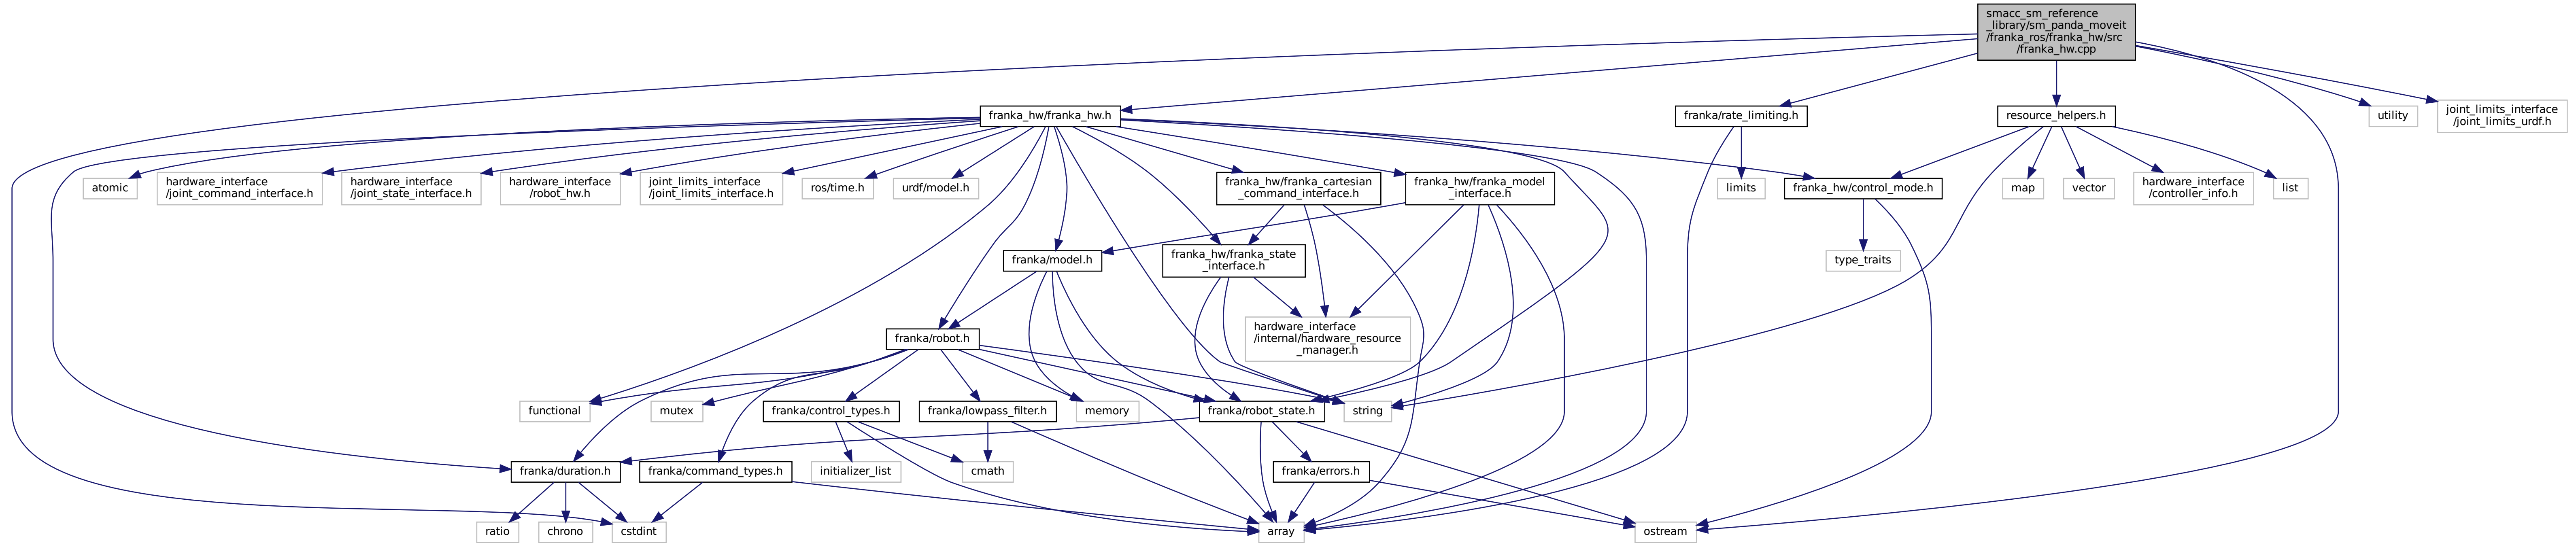 smacc_sm_reference
_library/sm_panda_moveit
/franka_ros/franka_hw/src
/franka_hw.cpp
franka_hw/franka_hw.h
franka/rate_limiting.h
resource_helpers.h
utility
joint_limits_interface
/joint_limits_urdf.h
atomic
hardware_interface
/joint_command_interface.h
hardware_interface
/joint_state_interface.h
hardware_interface
/robot_hw.h
joint_limits_interface
/joint_limits_interface.h
ros/time.h
urdf/model.h
franka_hw/franka_cartesian
_command_interface.h
franka_hw/franka_model
_interface.h
limits
franka_hw/control_mode.h
map
vector
hardware_interface
/controller_info.h
list
franka/model.h
franka_hw/franka_state
_interface.h
type_traits
franka/robot.h
hardware_interface
/internal/hardware_resource
_manager.h
functional
mutex
franka/control_types.h
franka/lowpass_filter.h
memory
franka/robot_state.h
string
franka/duration.h
franka/command_types.h
initializer_list
cmath
franka/errors.h
ratio
chrono
cstdint
array
ostream